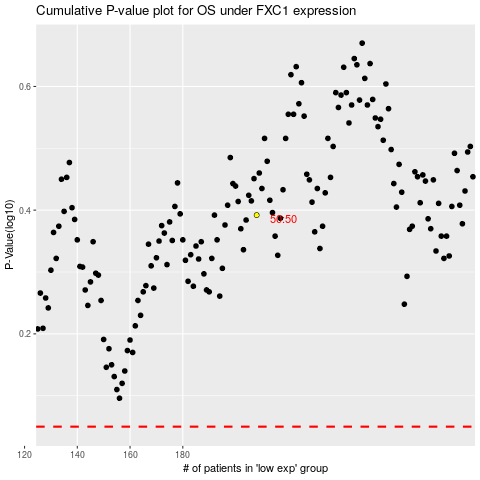 Cumulative P-value plot for OS under FXC1 expression
P-Value(log10)
0.6
0.4
0.2
50.50
120 140 160 180
# of patients in 'low exp' group